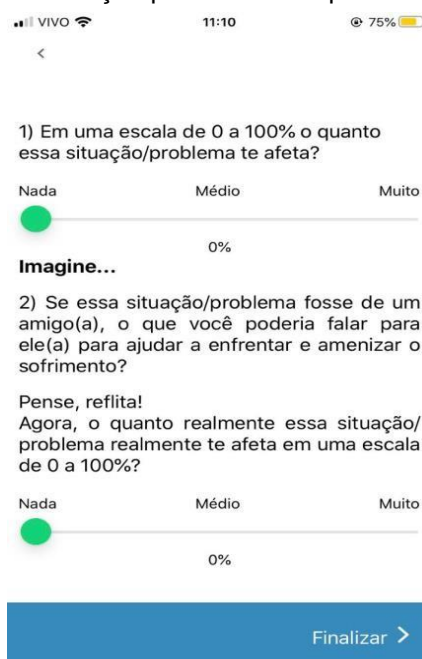 VIVO 11:10 75%
1) Em uma escala de 0 a 100% o quanto
essa situação/problema te afeta?
Nada Médio Muito
0%
Imagine...
2) Se essa situação/problema fosse de um
amigo(a), o que você poderia falar para
ele(a) para ajudar a enfrentar e amenizar o
sofrimento?
Pense, reflita!
Agora, o quanto realmente essa situação/
problema realmente te afeta em uma escala
de 0 a 100%?
Nada Médio Muito
0%
Finalizar >